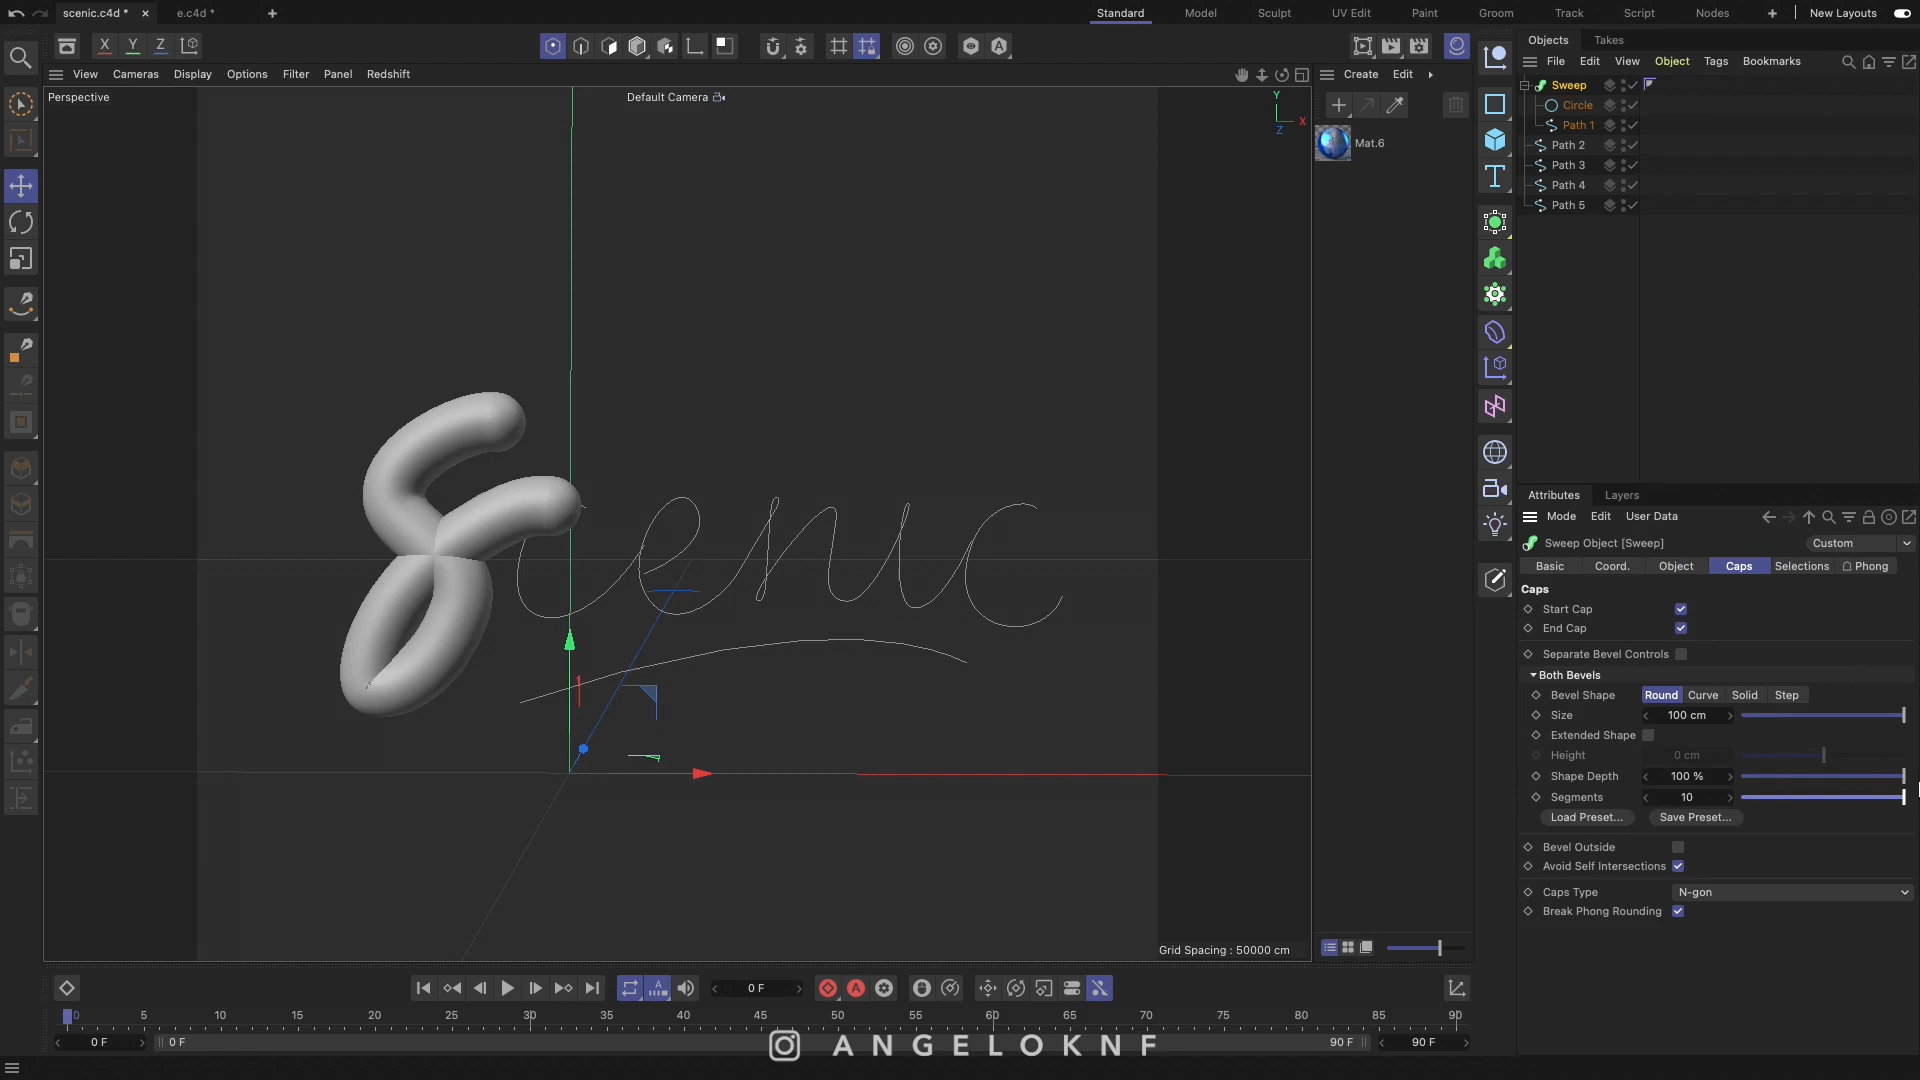 scenic.c4d *
e.c4d *
Standard
Model
Sculpt
UV Edit
Paint
Groom
Track
Script
Nodes
New Layouts
X
Y
Z
View
Cameras
Display
Options
Filter
Panel
Redshift
Create
Edit
Perspective
Default Camera
Y
X
Z
Mat.6
Objects
Takes
File
Edit
View
Object
Tags
Bookmarks
Sweep
Circle
Path 1
Path 2
Path 3
Path 4
Path 5
Scenic
Grid Spacing : 50000 cm
Attributes
Layers
Mode
Edit
User Data
Sweep Object [Sweep]
Custom
Basic
Coord.
Object
Caps
Selections
Phong
Caps
Start Cap
End Cap
Separate Bevel Controls
Both Bevels
Bevel Shape
Round
Curve
Solid
Step
Size
100 cm
Extended Shape
Height
0 cm
Shape Depth
100 %
Segments
10
Load Preset...
Save Preset...
Bevel Outside
Avoid Self Intersections
Caps Type
N-gon
Break Phong Rounding
0 F
0 5 10 15 20 25 30 35 40 45 50 55 60 65 70 75 80 85 90
0 F
0 F
90 F
90 F
ANGELOKNF